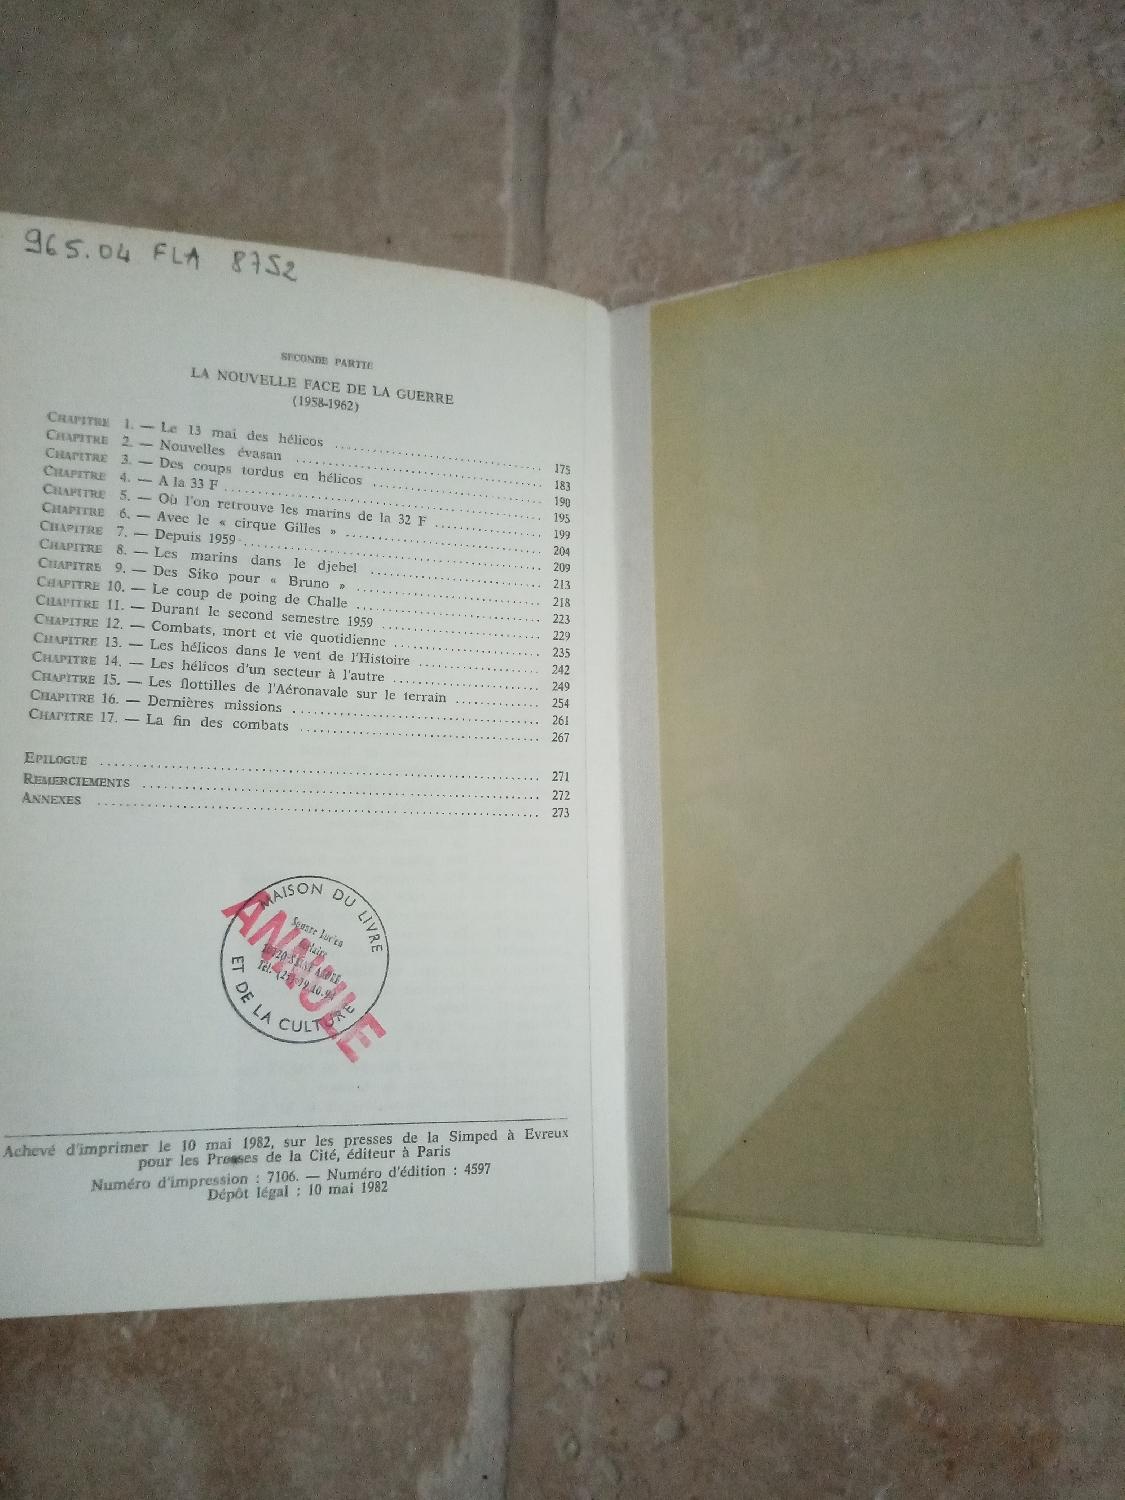 965.04 FLA 8752
SECONDE PARTIE
LA NOUVELLE FACE DE LA GUERRE
(1958-1962)
CHAPITRE 1. — Le 13 mai des hélicos .......... 175
CHAPITRE 2. — Nouvelles évasan .......... 183
CHAPITRE 3. — Des coups tordus en hélicos .......... 190
CHAPITRE 4. — A la 33 F .......... 195
CHAPITRE 5. — Où l'on retrouve les marins de la 32 F .......... 199
CHAPITRE 6. — Avec le « cirque Gilles » .......... 204
CHAPITRE 7. — Depuis 1959 .......... 209
CHAPITRE 8. — Les marins dans le djebel .......... 213
CHAPITRE 9. — Des Siko pour « Bruno » .......... 218
CHAPITRE 10. — Le coup de poing de Challe .......... 223
CHAPITRE 11. — Durant le second semestre 1959 .......... 229
CHAPITRE 12. — Combats, mort et vie quotidienne .......... 235
CHAPITRE 13. — Les hélicos dans le vent de l'Histoire .......... 242
CHAPITRE 14. — Les hélicos d'un secteur à l'autre .......... 249
CHAPITRE 15. — Les flottilles de l'Aéronavale sur le terrain .......... 254
CHAPITRE 16. — Dernières missions .......... 261
CHAPITRE 17. — La fin des combats .......... 267
EPILOGUE .......... 271
REMERCIEMENTS .......... 272
ANNEXES .......... 273
MAISON DU LIVRE
ET DE LA CULTURE
ANNULE
Achevé d'imprimer le 10 mai 1982, sur les presses de la Simped à Evreux
pour les Presses de la Cité, éditeur à Paris
Numéro d'impression : 7106. — Numéro d'édition : 4597
Dépôt légal : 10 mai 1982